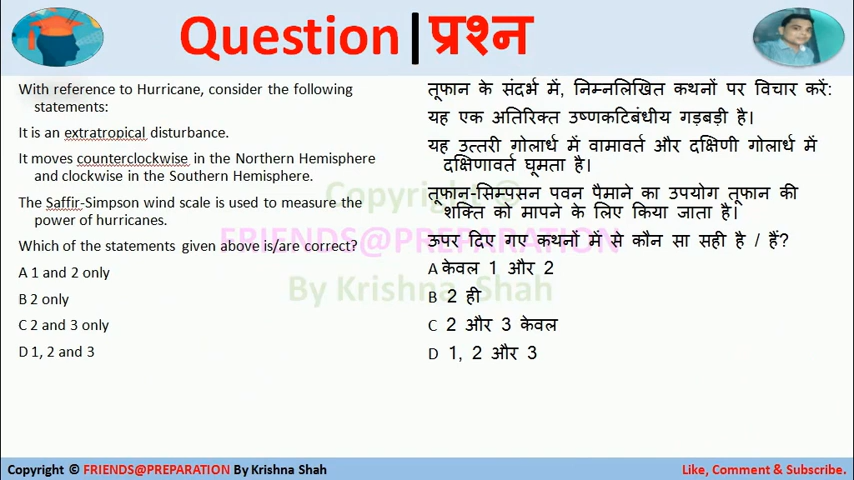 Question|प्रश्न
With reference to Hurricane, consider the following
statements:
It is an extratropical disturbance.
It moves counterclockwise in the Northern Hemisphere
and clockwise in the Southern Hemisphere.
The Saffir-Simpson wind scale is used to measure the
power of hurricanes.
Which of the statements given above is/are correct?
A 1 and 2 only
B 2 only
C 2 and 3 only
D 1, 2 and 3
तूफान के संदर्भ में, निम्नलिखित कथनों पर विचार करें:
यह एक अतिरिक्त उष्णकटिबंधीय गड़बड़ी है।
यह उत्तरी गोलार्ध में वामावर्त और दक्षिणी गोलार्ध में
दक्षिणावर्त घूमता है।
तूफान-सिम्पसन पवन पैमाने का उपयोग तूफान की
शक्ति को मापने के लिए किया जाता है।
ऊपर दिए गए कथनों में से कौन सा सही है / हैं?
A केवल 1 और 2
B 2 ही
C 2 और 3 केवल
D 1, 2 और 3
Copyright ©
FRIENDS@PREPARATION
By Krishna Shah
Copyright © FRIENDS@PREPARATION By Krishna Shah
Like, Comment & Subscribe.